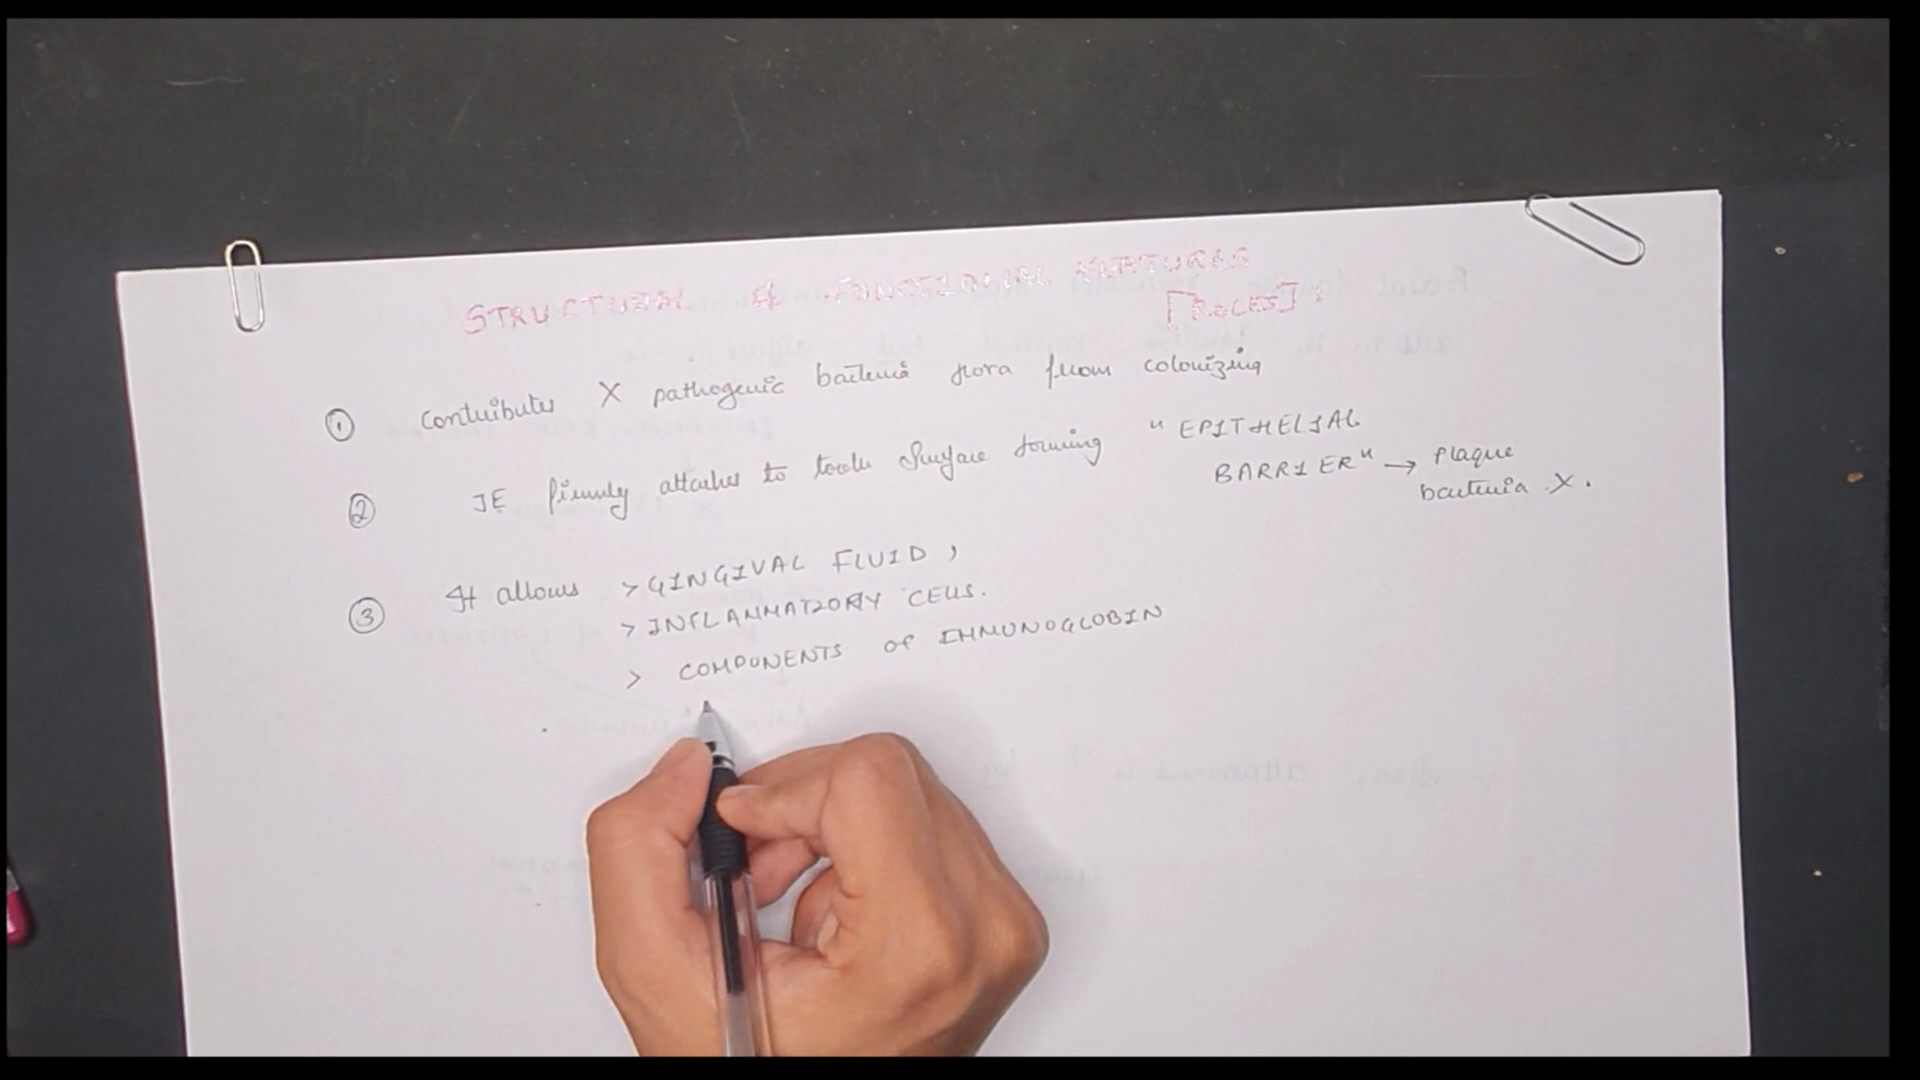 STRUCTURAL & FUNCTIONAL FEATURES
[ROLES]:
① contributes X pathogenic bacteria flora from colonizing
② JE firmly attaches to tooth surface forming "EPITHELIAL
BARRIER" → plaque
bacteria X.
③ It allows > GINGIVAL FLUID,
> INFLAMMATORY CELLS.
> COMPONENTS OF IMMUNOGLOBIN